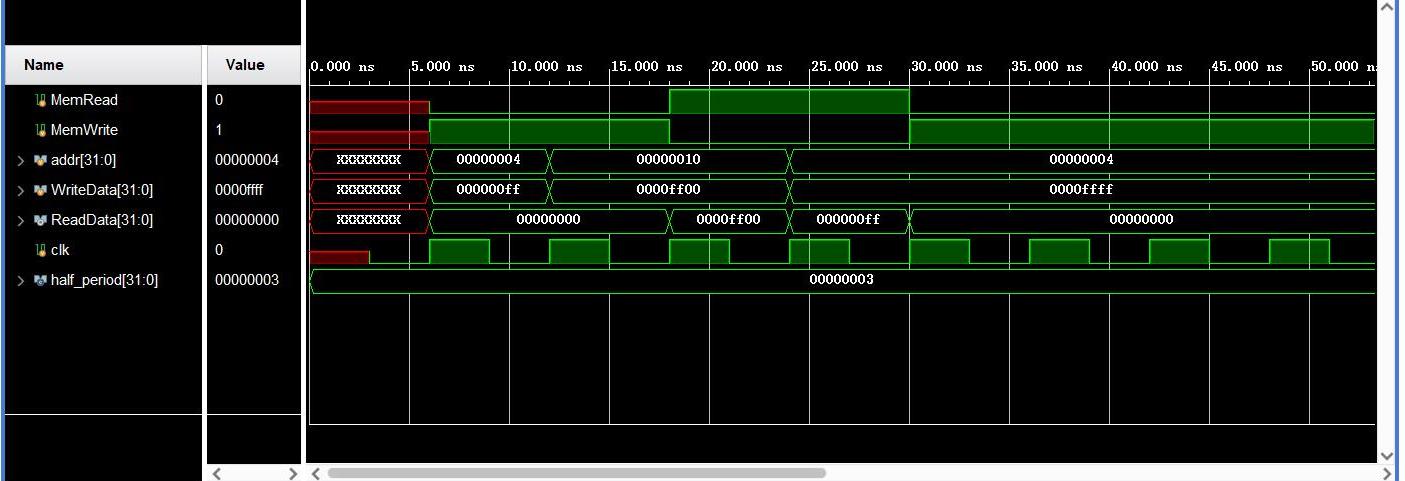 Name Value 0.000 ns 5.000 ns 10.000 ns 15.000 ns 20.000 ns 25.000 ns 30.000 ns 35.000 ns 40.000 ns 45.000 ns 50.000
MemRead 0
MemWrite 1
addr[31:0] 00000004 XXXXXXXX 00000004 00000010 00000004
WriteData[31:0] 0000ffff XXXXXXXX 000000ff 0000ff00 0000ffff
ReadData[31:0] 00000000 XXXXXXXX 00000000 0000ff00 000000ff 00000000
clk 0
half_period[31:0] 00000003 00000003